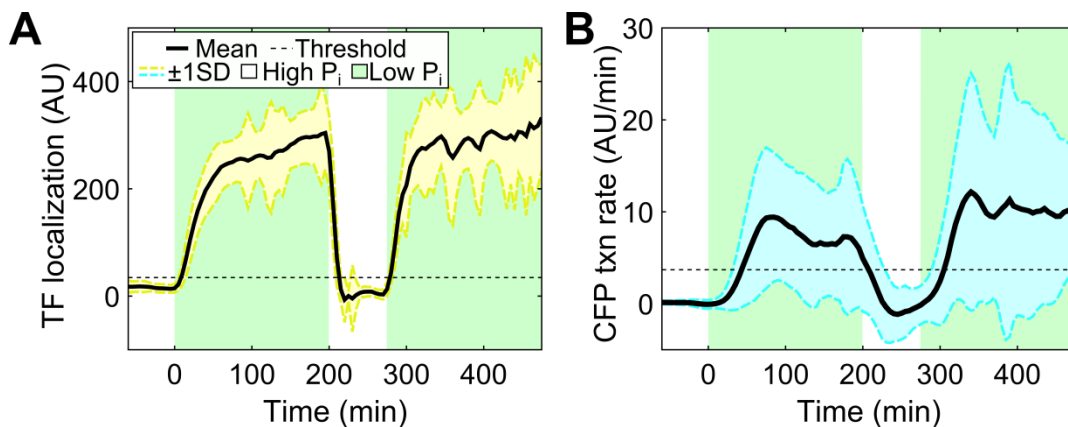 A
TF localization (AU)
400
200
0
Mean
Threshold
±1SD
High Pᵢ
Low Pᵢ
0
100
200
300
400
Time (min)
B
CFP txn rate (AU/min)
30
20
10
0
0
100
200
300
400
Time (min)